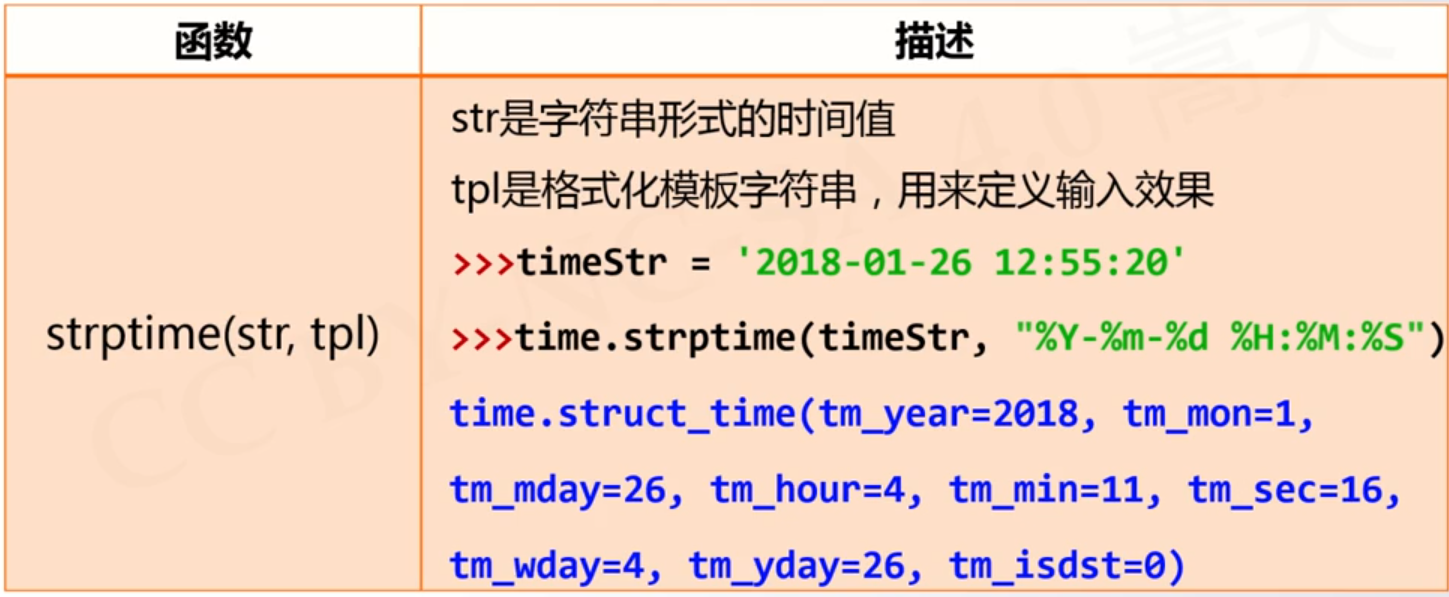 函数
描述
strptime(str, tpl)
str是字符串形式的时间值
tpl是格式化模板字符串，用来定义输入效果
>>>timeStr = '2018-01-26 12:55:20'
>>>time.strptime(timeStr, "%Y-%m-%d %H:%M:%S")
time.struct_time(tm_year=2018, tm_mon=1,
tm_mday=26, tm_hour=4, tm_min=11, tm_sec=16,
tm_wday=4, tm_yday=26, tm_isdst=0)
CC BY-NC-SA 4.0 嵩天